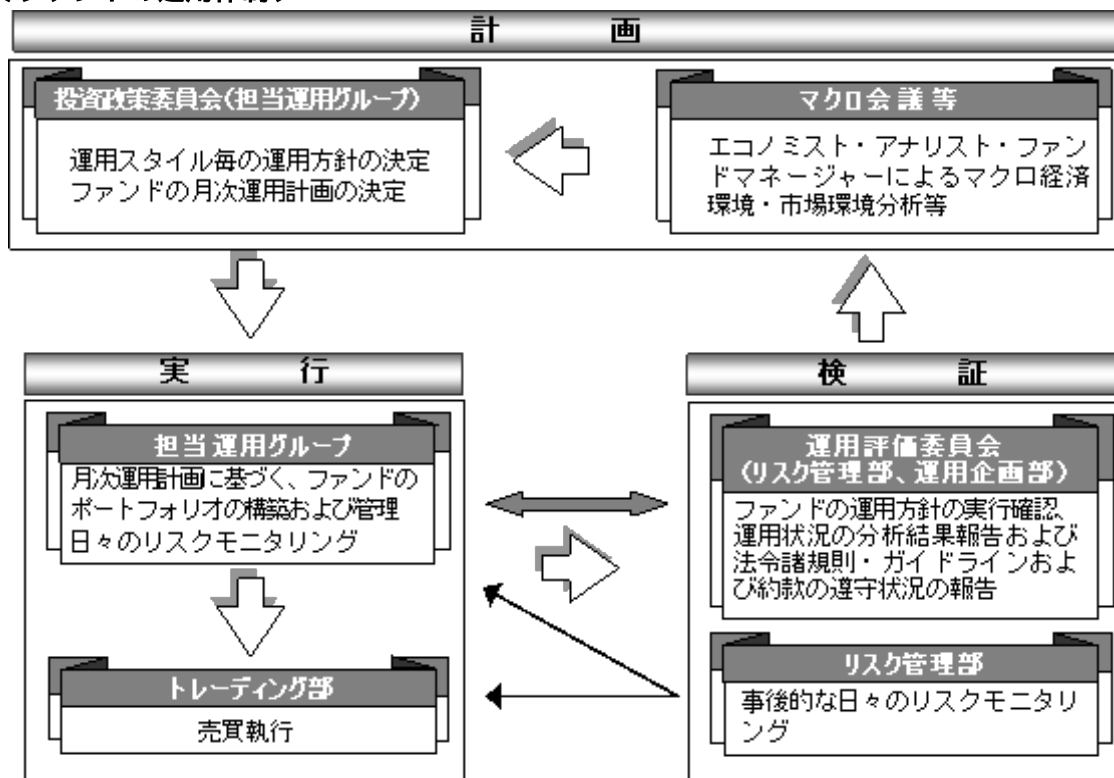 計 画
投資政策委員会(担当運用グループ)
運用スタイル毎の運用方針の決定
ファンドの月次運用計画の決定
マクロ会議等
エコノミスト・アナリスト・ファン
ドマネージャーによるマクロ経済
環境・市場環境分析等
実 行
担当運用グループ
月次運用計画に基づく、ファンドの
ポートフォリオの構築および管理
日々のリスクモニタリング
トレーディング部
売買執行
検 証
運用評価委員会
(リスク管理部、運用企画部)
ファンドの運用方針の実行確認、
運用状況の分析結果報告および
法令諸規則・ガイドラインおよ
び約款の遵守状況の報告
リスク管理部
事後的な日々のリスクモニタリ
ング